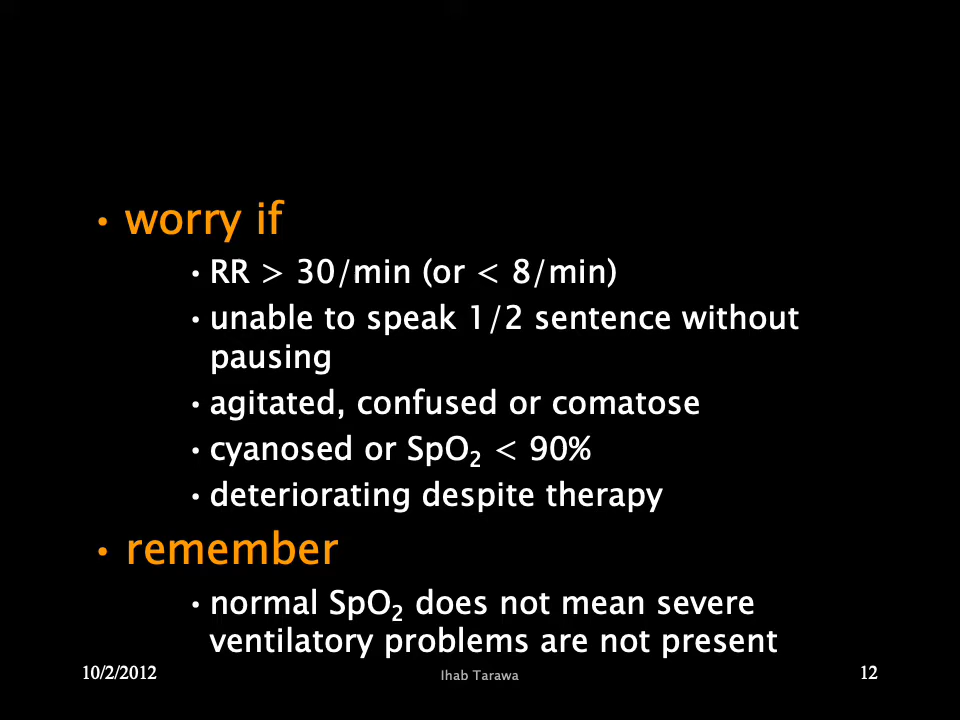 • worry if
• RR > 30/min (or < 8/min)
• unable to speak 1/2 sentence without
pausing
• agitated, confused or comatose
• cyanosed or SpO₂ < 90%
• deteriorating despite therapy
• remember
• normal SpO₂ does not mean severe
ventilatory problems are not present
10/2/2012 Ihab Tarawa 12